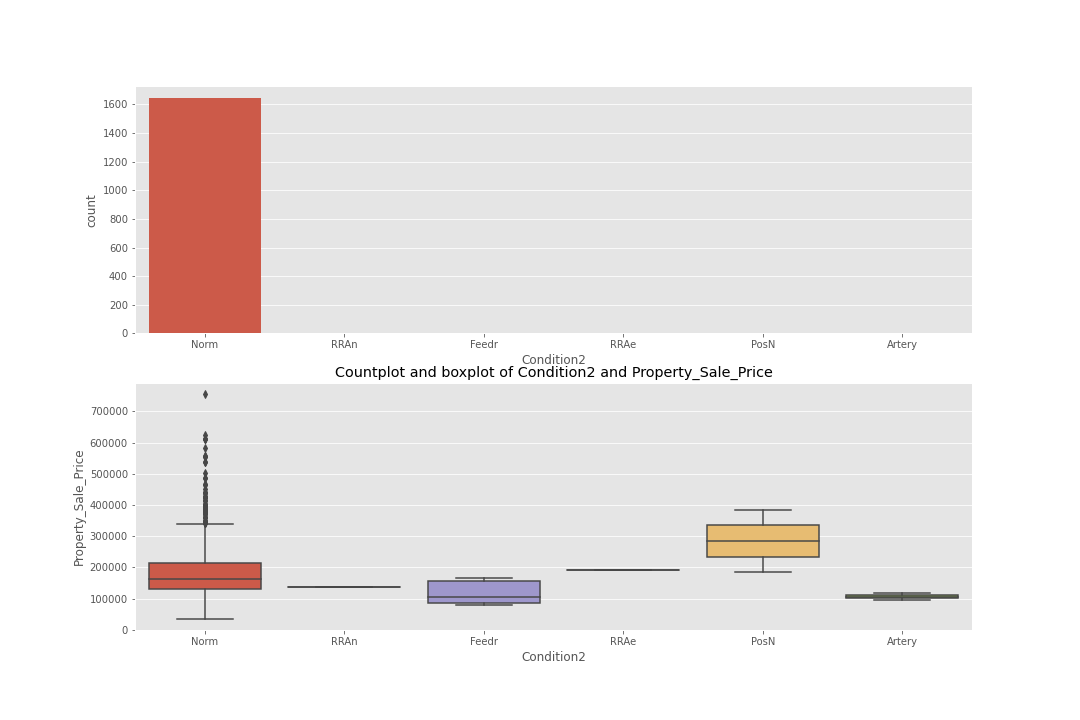 1600
1400
1200
1000
800
600
400
200
0
count
Norm RRAn Feedr RRAe PosN Artery
Condition2
Countplot and boxplot of Condition2 and Property_Sale_Price
700000
600000
500000
400000
300000
200000
100000
0
Property_Sale_Price
Norm RRAn Feedr RRAe PosN Artery
Condition2